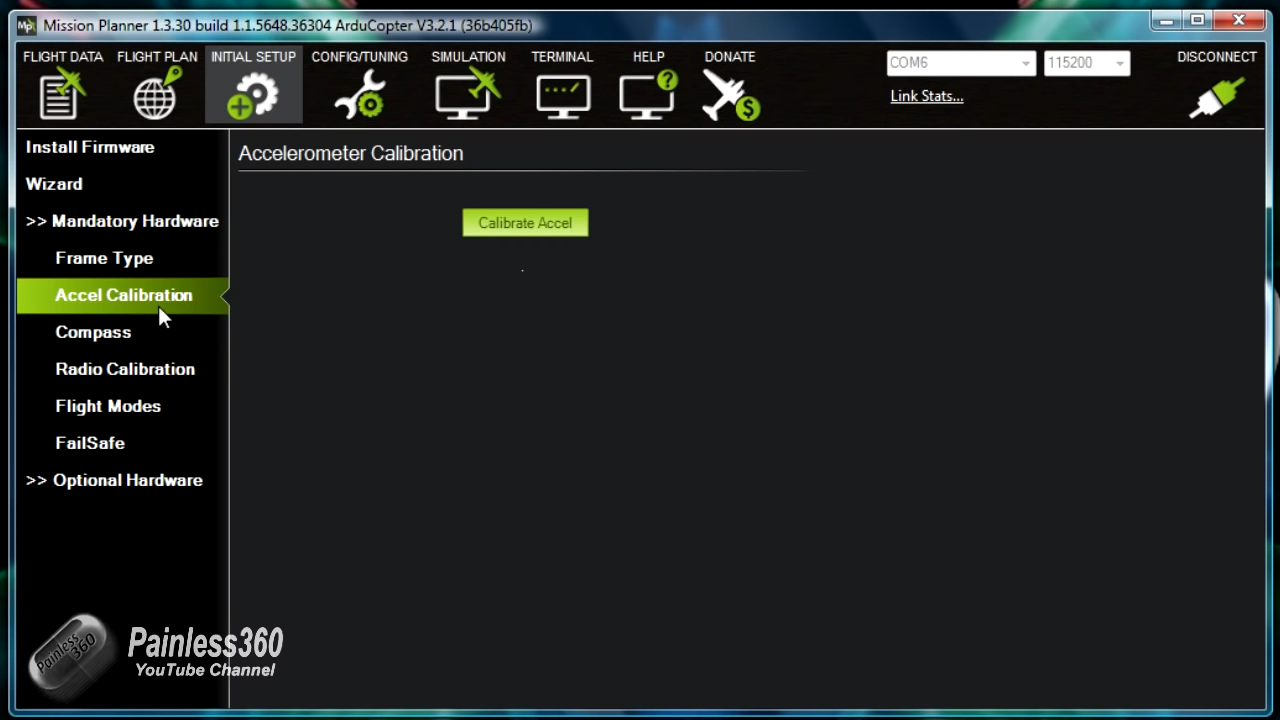 Mission Planner 1.3.30 build 1.1.5648.36304 ArduCopter V3.2.1 (36b405fb)
FLIGHT DATA FLIGHT PLAN INITIAL SETUP CONFIG/TUNING SIMULATION TERMINAL HELP DONATE
COM6 115200 DISCONNECT
Link Stats...
Install Firmware
Wizard
>> Mandatory Hardware
Frame Type
Accel Calibration
Compass
Radio Calibration
Flight Modes
FailSafe
>> Optional Hardware
Accelerometer Calibration
Calibrate Accel
Painless360
Painless360
YouTube Channel